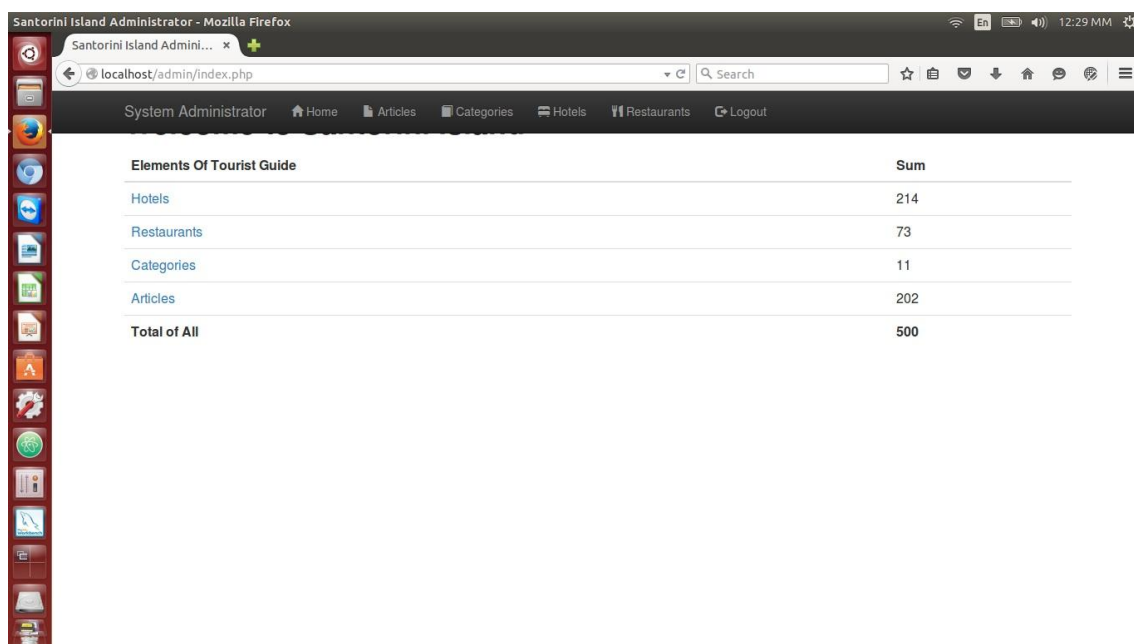 Santorini Island Administrator - Mozilla Firefox
En
12:29 MM
Santorini Island Admini...
localhost/admin/index.php
Search
System Administrator Home Articles Categories Hotels Restaurants Logout
Elements Of Tourist Guide Sum
Hotels 214
Restaurants 73
Categories 11
Articles 202
Total of All 500